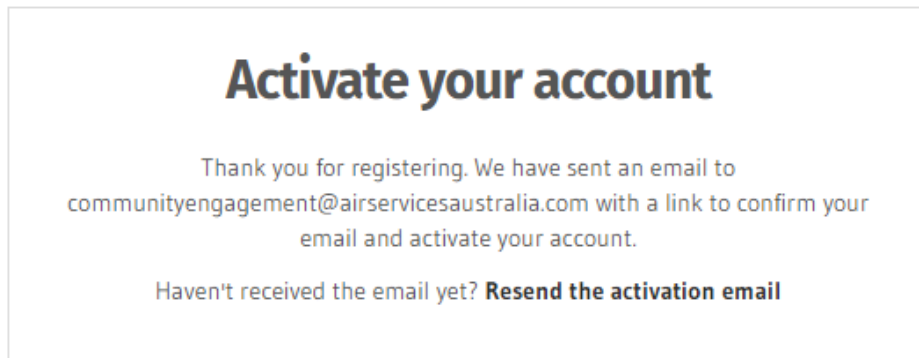 Activate your account
Thank you for registering. We have sent an email to
communityengagement@airservicesaustralia.com with a link to confirm your
email and activate your account.
Haven't received the email yet? Resend the activation email